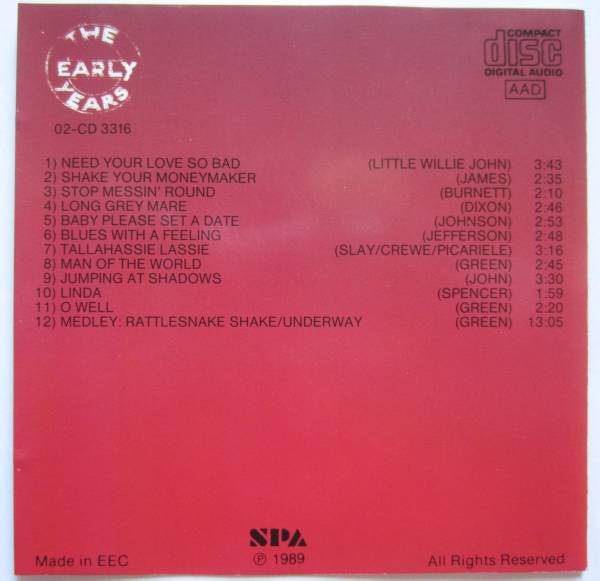 THE
EARLY
YEARS
COMPACT
disc
DIGITAL AUDIO
AAD
02-CD 3316
1) NEED YOUR LOVE SO BAD (LITTLE WILLIE JOHN) 3:43
2) SHAKE YOUR MONEYMAKER (JAMES) 2:35
3) STOP MESSIN' ROUND (BURNETT) 2:10
4) LONG GREY MARE (DIXON) 2:46
5) BABY PLEASE SET A DATE (JOHNSON) 2:53
6) BLUES WITH A FEELING (JEFFERSON) 2:48
7) TALLAHASSIE LASSIE (SLAY/CREWE/PICARIELE) 3:16
8) MAN OF THE WORLD (GREEN) 2:45
9) JUMPING AT SHADOWS (JOHN) 3:30
10) LINDA (SPENCER) 1:59
11) O WELL (GREEN) 2:20
12) MEDLEY: RATTLESNAKE SHAKE/UNDERWAY (GREEN) 13:05
SPA
Made in EEC ℗ 1989 All Rights Reserved